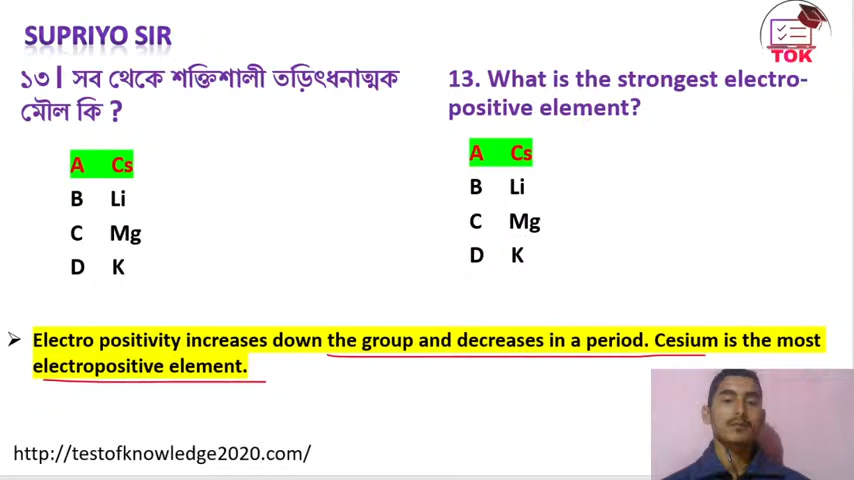 SUPRIYO SIR
TOK
১৩। সব থেকে শক্তিশালী তড়িৎধনাত্মক
মৌল কি ?
A Cs
B Li
C Mg
D K
13. What is the strongest electro-
positive element?
A Cs
B Li
C Mg
D K
➢ Electro positivity increases down the group and decreases in a period. Cesium is the most
electropositive element.
http://testofknowledge2020.com/